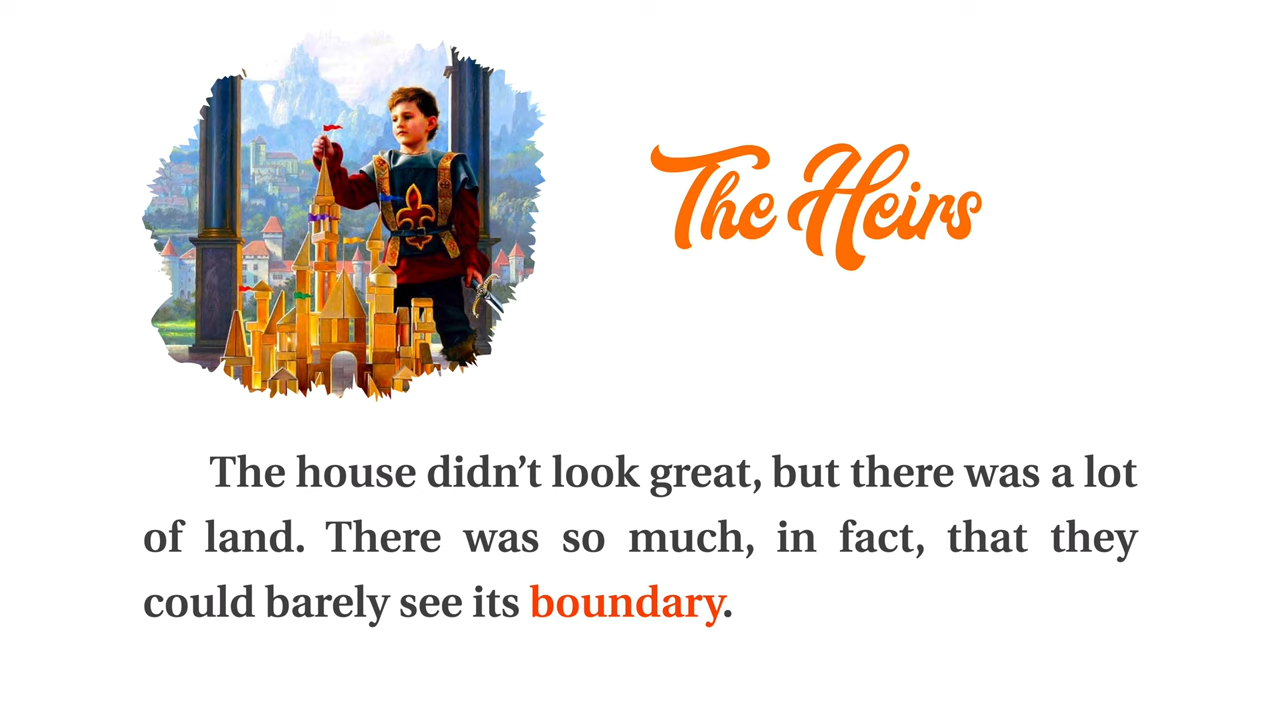 The Heirs
The house didn’t look great, but there was a lot
of land. There was so much, in fact, that they
could barely see its boundary.